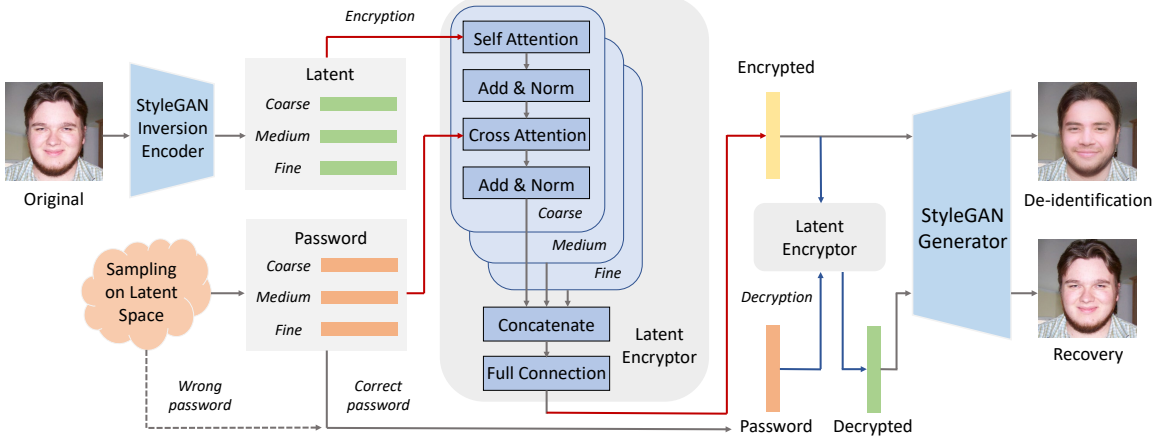 Encryption
Latent
Coarse
Medium
Fine
StyleGAN
Inversion
Encoder
Original
Sampling
on Latent
Space
Password
Coarse
Medium
Fine
Wrong
password
Correct
password
Self Attention
Add & Norm
Cross Attention
Add & Norm
Coarse
Medium
Fine
Concatenate
Full Connection
Latent
Encryptor
Encrypted
Latent
Encryptor
Decryption
Password
Decrypted
StyleGAN
Generator
De-identification
Recovery